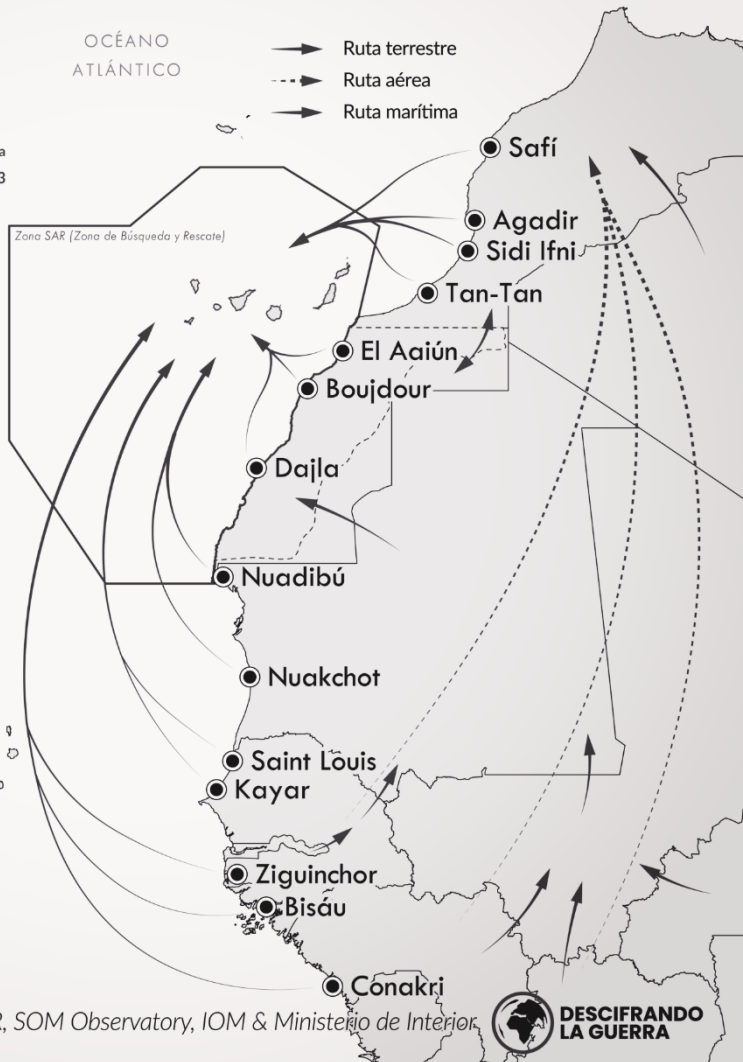 OCÉANO
ATLÁNTICO
Ruta terrestre
Ruta aérea
Ruta marítima
a
3
Safí
Zona SAR (Zona de Búsqueda y Rescate)
Agadir
Sidi Ifni
Tan-Tan
El Aaiún
Boujdour
Dajla
Nuadibú
Nuakchot
Saint Louis
Kayar
Ziguinchor
Bisáu
Conakri
, SOM Observatory, IOM & Ministerio de Interior
DESCIFRANDO
LA GUERRA